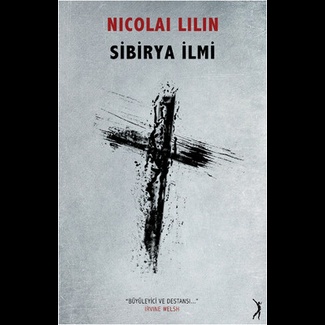 NICOLAI LILIN
SİBİRYA İLMİ
"BÜYÜLEYİCİ VE DESTANSI..."
IRVINE WELSH